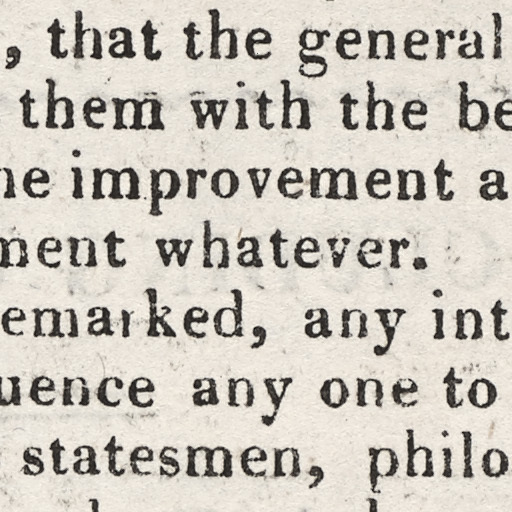 , that the general
them with the be
he improvement a
ment whatever.
emarked, any int
uence any one to
statesmen, philo